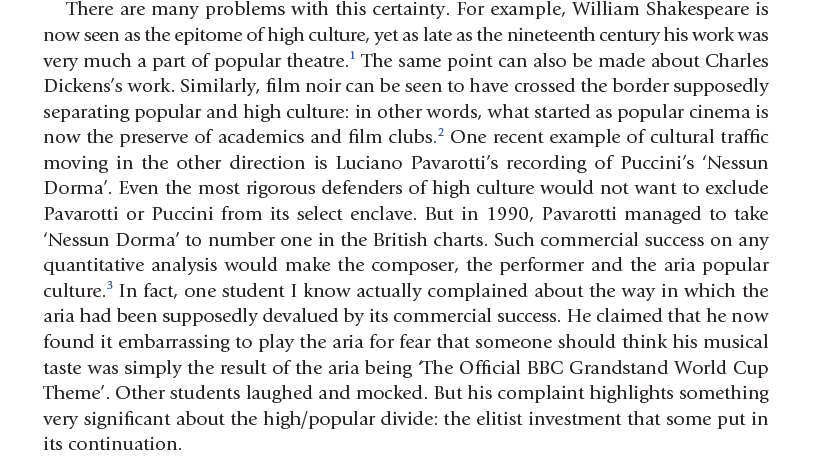 There are many problems with this certainty. For example, William Shakespeare is
now seen as the epitome of high culture, yet as late as the nineteenth century his work was
very much a part of popular theatre.1 The same point can also be made about Charles
Dickens’s work. Similarly, film noir can be seen to have crossed the border supposedly
separating popular and high culture: in other words, what started as popular cinema is
now the preserve of academics and film clubs.2 One recent example of cultural traffic
moving in the other direction is Luciano Pavarotti’s recording of Puccini’s ‘Nessun
Dorma’. Even the most rigorous defenders of high culture would not want to exclude
Pavarotti or Puccini from its select enclave. But in 1990, Pavarotti managed to take
‘Nessun Dorma’ to number one in the British charts. Such commercial success on any
quantitative analysis would make the composer, the performer and the aria popular
culture.3 In fact, one student I know actually complained about the way in which the
aria had been supposedly devalued by its commercial success. He claimed that he now
found it embarrassing to play the aria for fear that someone should think his musical
taste was simply the result of the aria being ‘The Official BBC Grandstand World Cup
Theme’. Other students laughed and mocked. But his complaint highlights something
very significant about the high/popular divide: the elitist investment that some put in
its continuation.